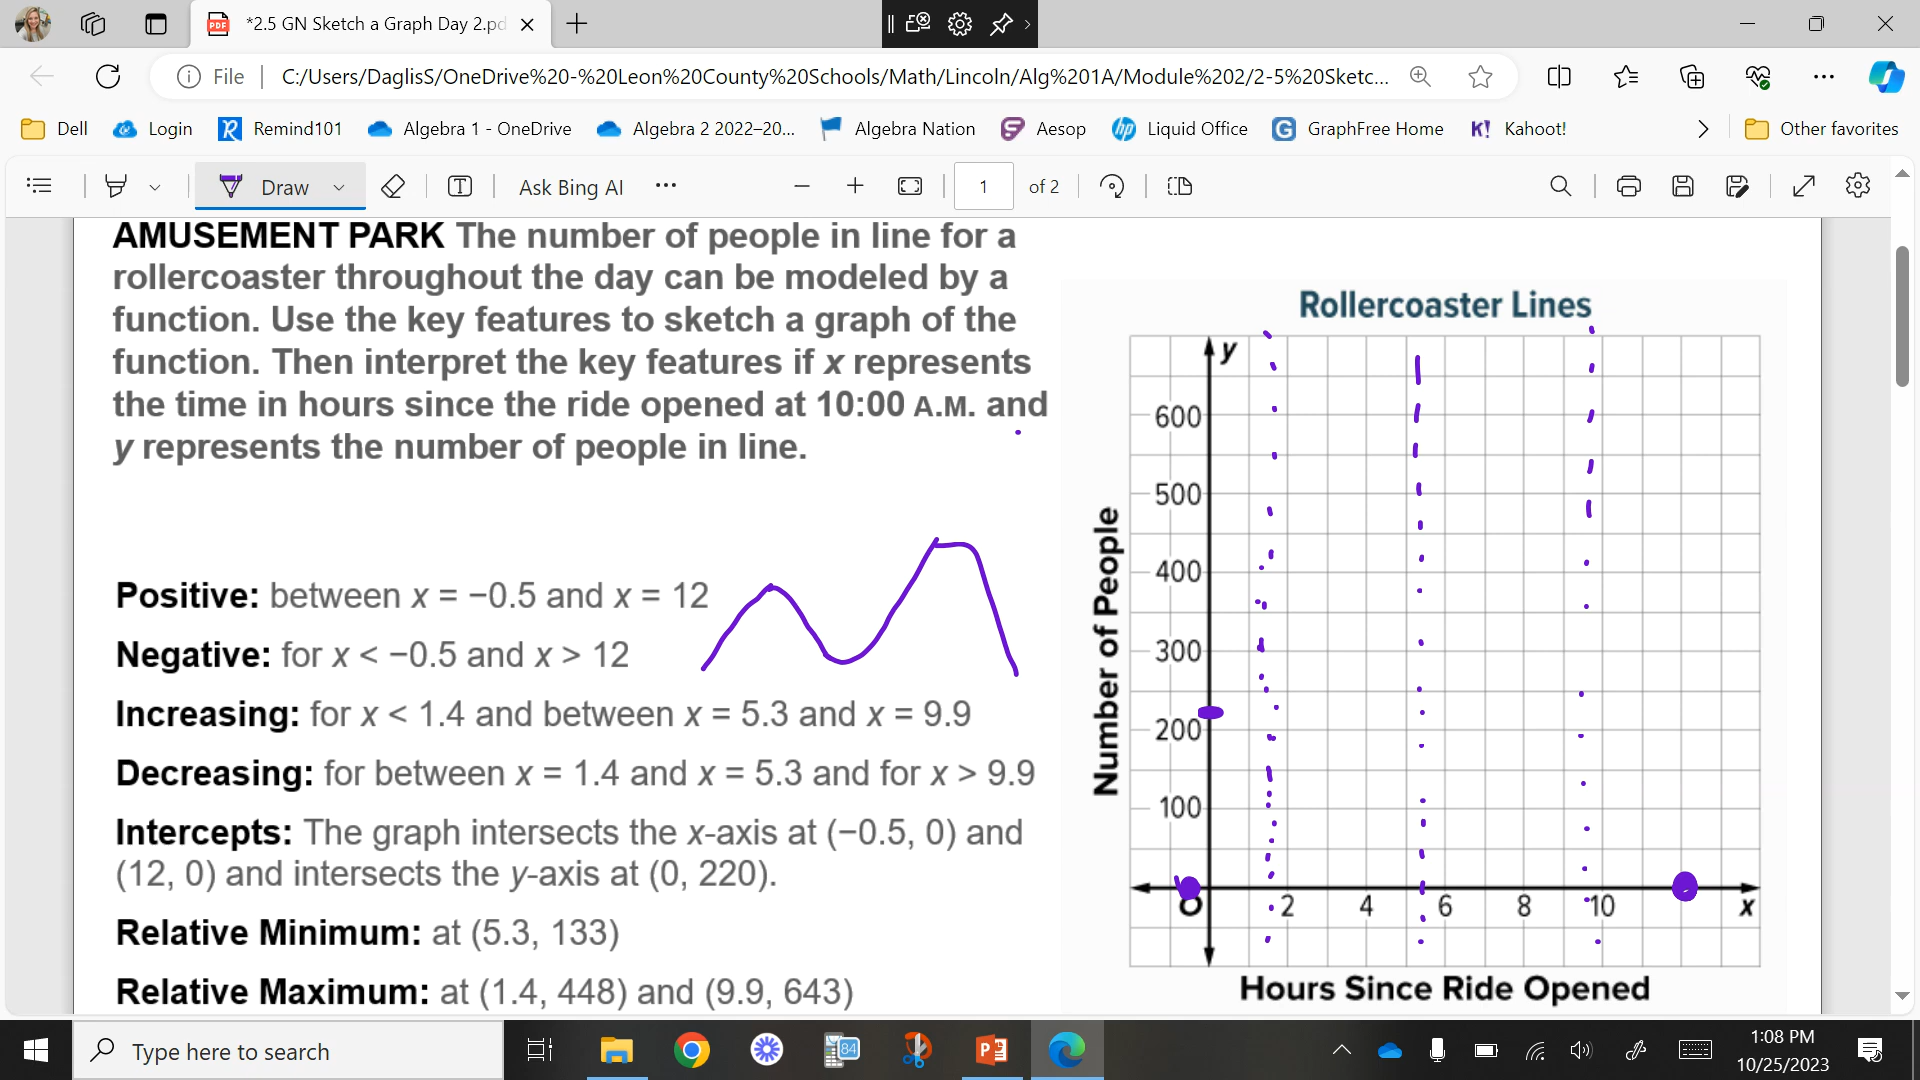 *2.5 GN Sketch a Graph Day 2.pd
File
C:/Users/DaglisS/OneDrive%20-%20Leon%20County%20Schools/Math/Lincoln/Alg%201A/Module%202/2-5%20Sketc...
Dell Login Remind101 Algebra 1 - OneDrive Algebra 2 2022–20... Algebra Nation Aesop Liquid Office GraphFree Home Kahoot! Other favorites
Draw Ask Bing AI 1 of 2
AMUSEMENT PARK The number of people in line for a
rollercoaster throughout the day can be modeled by a
function. Use the key features to sketch a graph of the
function. Then interpret the key features if x represents
the time in hours since the ride opened at 10:00 A.M. and
y represents the number of people in line.
Positive: between x = −0.5 and x = 12
Negative: for x < −0.5 and x > 12
Increasing: for x < 1.4 and between x = 5.3 and x = 9.9
Decreasing: for between x = 1.4 and x = 5.3 and for x > 9.9
Intercepts: The graph intersects the x-axis at (−0.5, 0) and
(12, 0) and intersects the y-axis at (0, 220).
Relative Minimum: at (5.3, 133)
Relative Maximum: at (1.4, 448) and (9.9, 643)
Rollercoaster Lines
y
600
500
400
300
200
100
O 2 4 6 8 10 x
Number of People
Hours Since Ride Opened
Type here to search
84
1:08 PM
10/25/2023